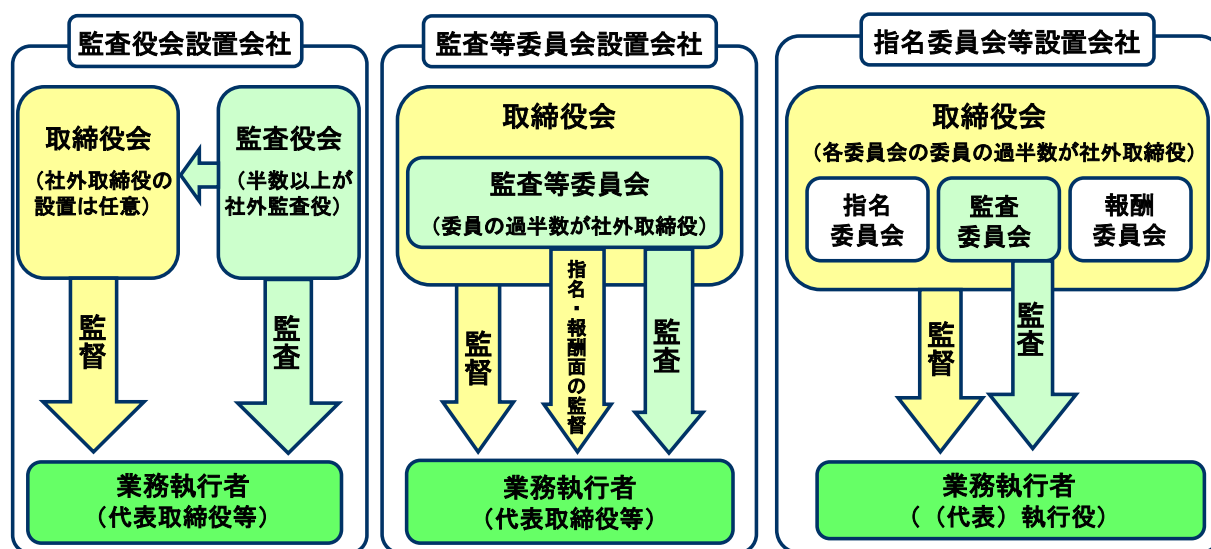 監査役会設置会社
取締役会
（社外取締役の
設置は任意）
監査役会
（半数以上が
社外監査役）
監督
監査
業務執行者
（代表取締役等）
監査等委員会設置会社
取締役会
監査等委員会
（委員の過半数が社外取締役）
監督
指名・報酬面の監督
監査
業務執行者
（代表取締役等）
指名委員会等設置会社
取締役会
（各委員会の委員の過半数が社外取締役）
指名
委員会
監査
委員会
報酬
委員会
監督
監査
業務執行者
（（代表）執行役）